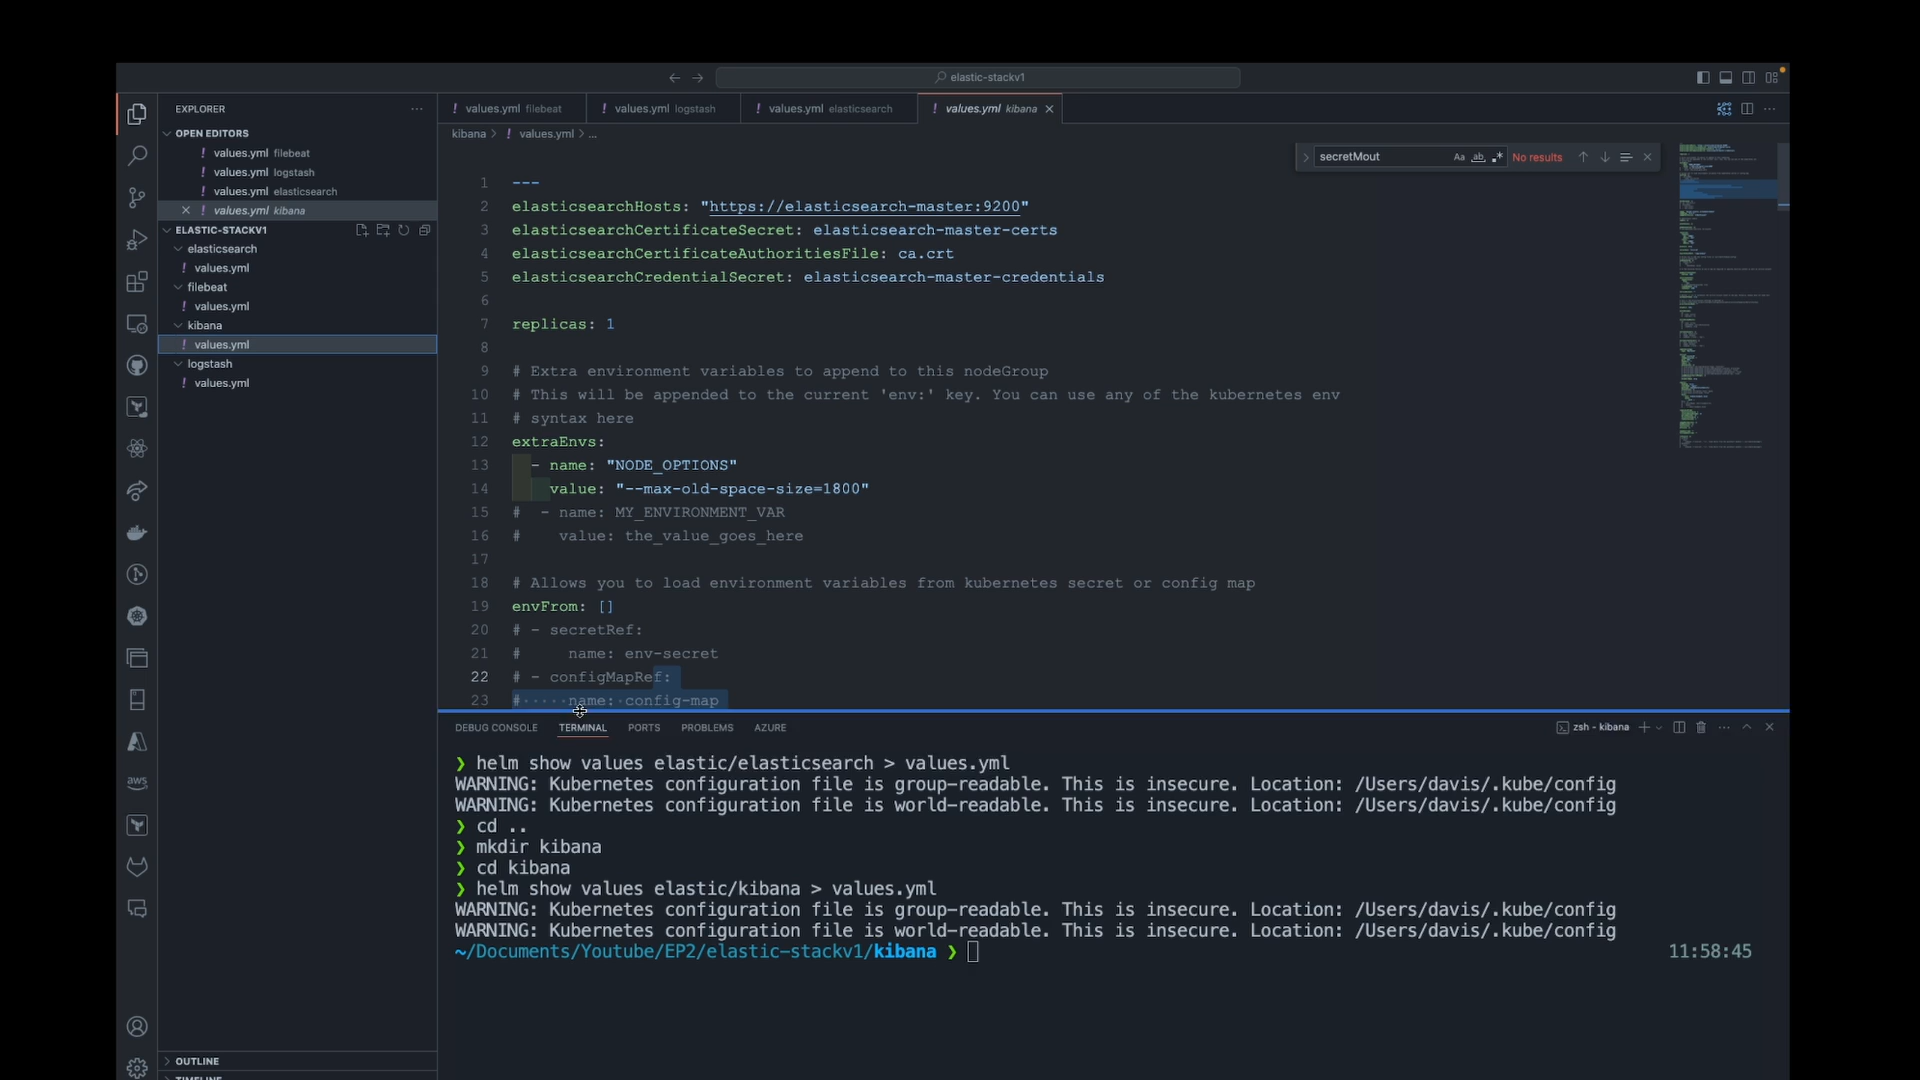 elastic-stackv1
EXPLORER
OPEN EDITORS
values.yml filebeat
values.yml logstash
values.yml elasticsearch
values.yml kibana
ELASTIC-STACKV1
elasticsearch
values.yml
filebeat
values.yml
kibana
values.yml
logstash
values.yml
OUTLINE
TIMELINE
aws
values.yml filebeat
values.yml logstash
values.yml elasticsearch
values.yml kibana
kibana > values.yml > ...
secretMout Aa ab .* No results
1 ---
2 elasticsearchHosts: "https://elasticsearch-master:9200"
3 elasticsearchCertificateSecret: elasticsearch-master-certs
4 elasticsearchCertificateAuthoritiesFile: ca.crt
5 elasticsearchCredentialSecret: elasticsearch-master-credentials
6
7 replicas: 1
8
9 # Extra environment variables to append to this nodeGroup
10 # This will be appended to the current 'env:' key. You can use any of the kubernetes env
11 # syntax here
12 extraEnvs:
13 - name: "NODE_OPTIONS"
14 value: "--max-old-space-size=1800"
15 # - name: MY_ENVIRONMENT_VAR
16 # value: the_value_goes_here
17
18 # Allows you to load environment variables from kubernetes secret or config map
19 envFrom: []
20 # - secretRef:
21 # name: env-secret
22 # - configMapRef:
23 # name: config-map
DEBUG CONSOLE TERMINAL PORTS PROBLEMS AZURE
zsh - kibana
❯ helm show values elastic/elasticsearch > values.yml
WARNING: Kubernetes configuration file is group-readable. This is insecure. Location: /Users/davis/.kube/config
WARNING: Kubernetes configuration file is world-readable. This is insecure. Location: /Users/davis/.kube/config
❯ cd ..
❯ mkdir kibana
❯ cd kibana
❯ helm show values elastic/kibana > values.yml
WARNING: Kubernetes configuration file is group-readable. This is insecure. Location: /Users/davis/.kube/config
WARNING: Kubernetes configuration file is world-readable. This is insecure. Location: /Users/davis/.kube/config
~/Documents/Youtube/EP2/elastic-stackv1/kibana ❯ 11:58:45